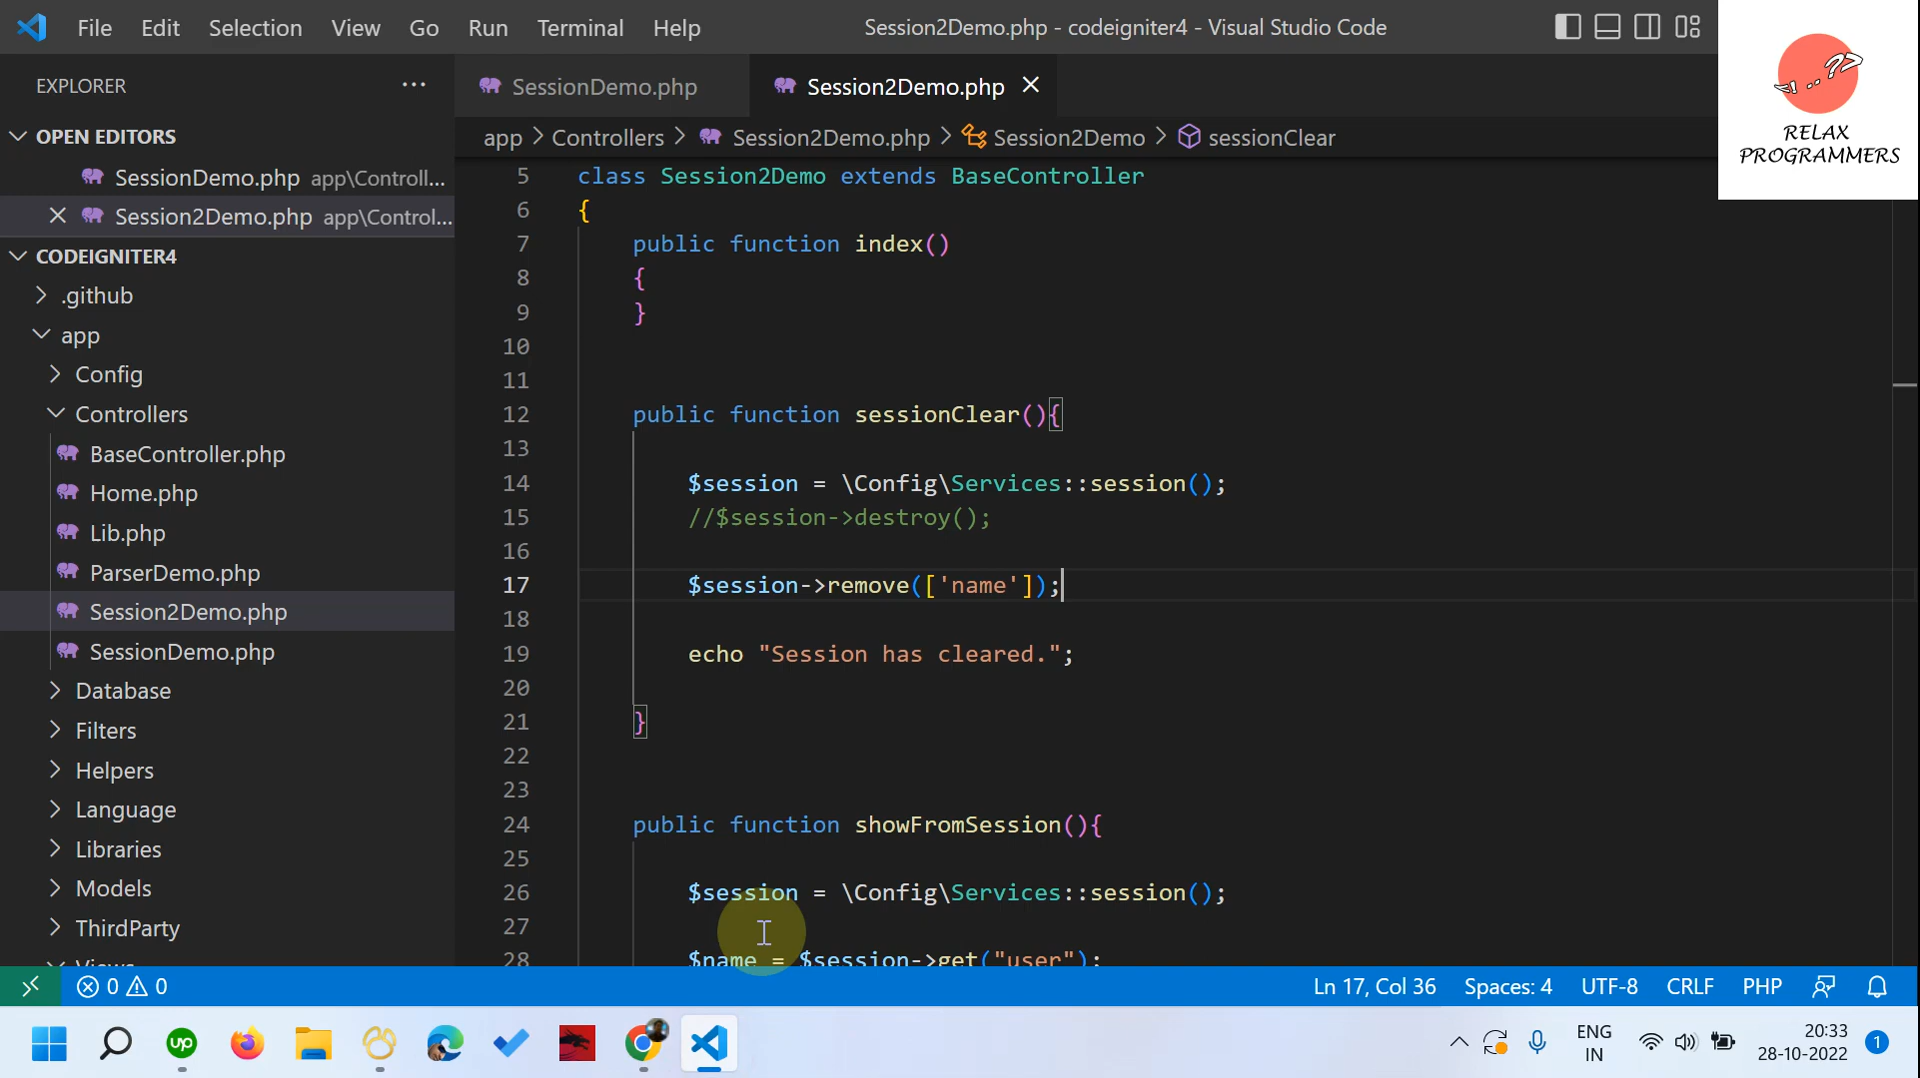 File Edit Selection View Go Run Terminal Help
Session2Demo.php - codeigniter4 - Visual Studio Code
<!..??
RELAX
PROGRAMMERS
EXPLORER ...
OPEN EDITORS
SessionDemo.php app\Controll...
Session2Demo.php app\Control...
CODEIGNITER4
.github
app
Config
Controllers
BaseController.php
Home.php
Lib.php
ParserDemo.php
Session2Demo.php
SessionDemo.php
Database
Filters
Helpers
Language
Libraries
Models
ThirdParty
Views
SessionDemo.php
Session2Demo.php
app > Controllers > Session2Demo.php > Session2Demo > sessionClear
5 class Session2Demo extends BaseController
6 {
7 public function index()
8 {
9 }
10
11
12 public function sessionClear(){
13
14 $session = \Config\Services::session();
15 //$session->destroy();
16
17 $session->remove(['name']);
18
19 echo "Session has cleared.";
20
21 }
22
23
24 public function showFromSession(){
25
26 $session = \Config\Services::session();
27
28 $name = $session->get("user");
0 0
Ln 17, Col 36 Spaces: 4 UTF-8 CRLF PHP
up
ENG
IN
20:33
28-10-2022
1